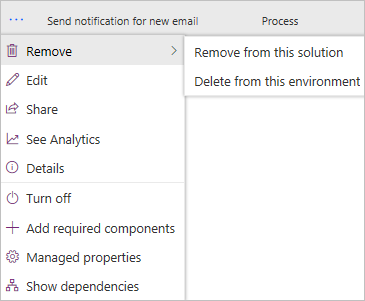 ... Send notification for new email Process
Remove
Remove from this solution
Edit
Delete from this environment
Share
See Analytics
Details
Turn off
Add required components
Managed properties
Show dependencies